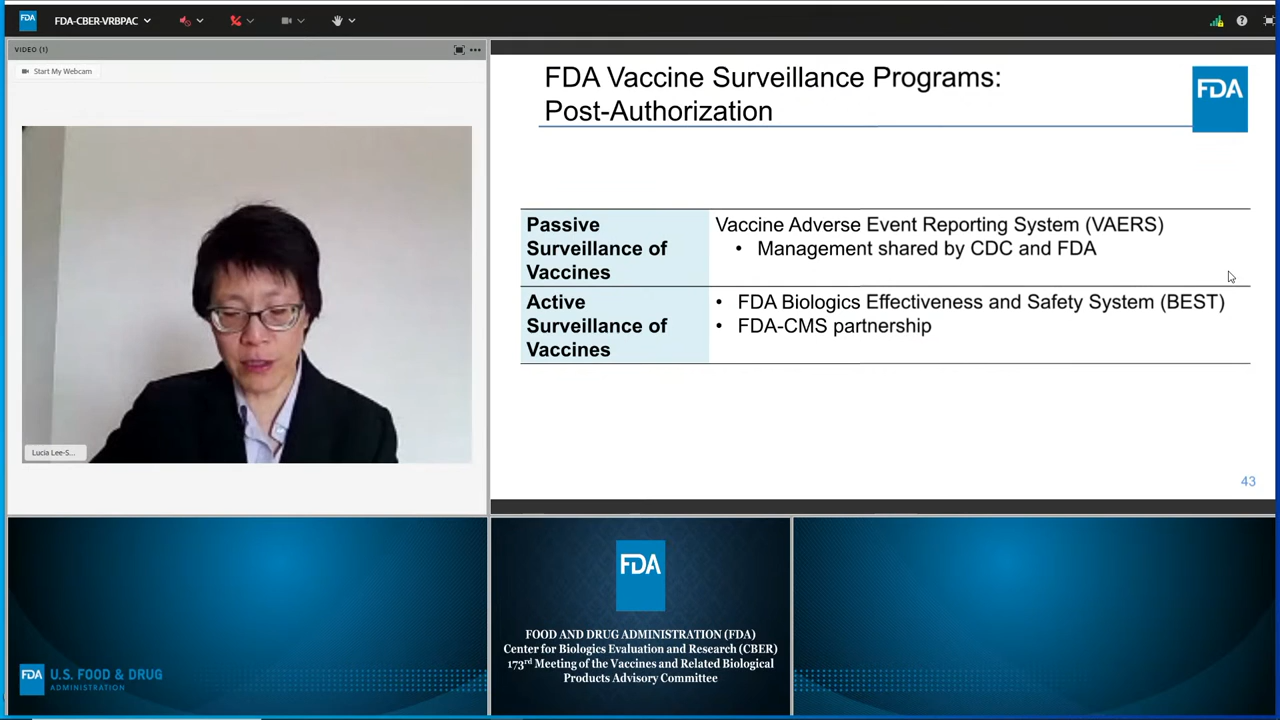 FDA
FDA-CBER-VRBPAC
VIDEO (1)
Start My Webcam
Lucia Lee-S...
FDA Vaccine Surveillance Programs:
Post-Authorization
FDA
Passive
Surveillance of
Vaccines
Vaccine Adverse Event Reporting System (VAERS)
• Management shared by CDC and FDA
Active
Surveillance of
Vaccines
• FDA Biologics Effectiveness and Safety System (BEST)
• FDA-CMS partnership
43
FDA U.S. FOOD & DRUG
ADMINISTRATION
FDA
FOOD AND DRUG ADMINISTRATION (FDA)
Center for Biologics Evaluation and Research (CBER)
173rd Meeting of the Vaccines and Related Biological
Products Advisory Committee